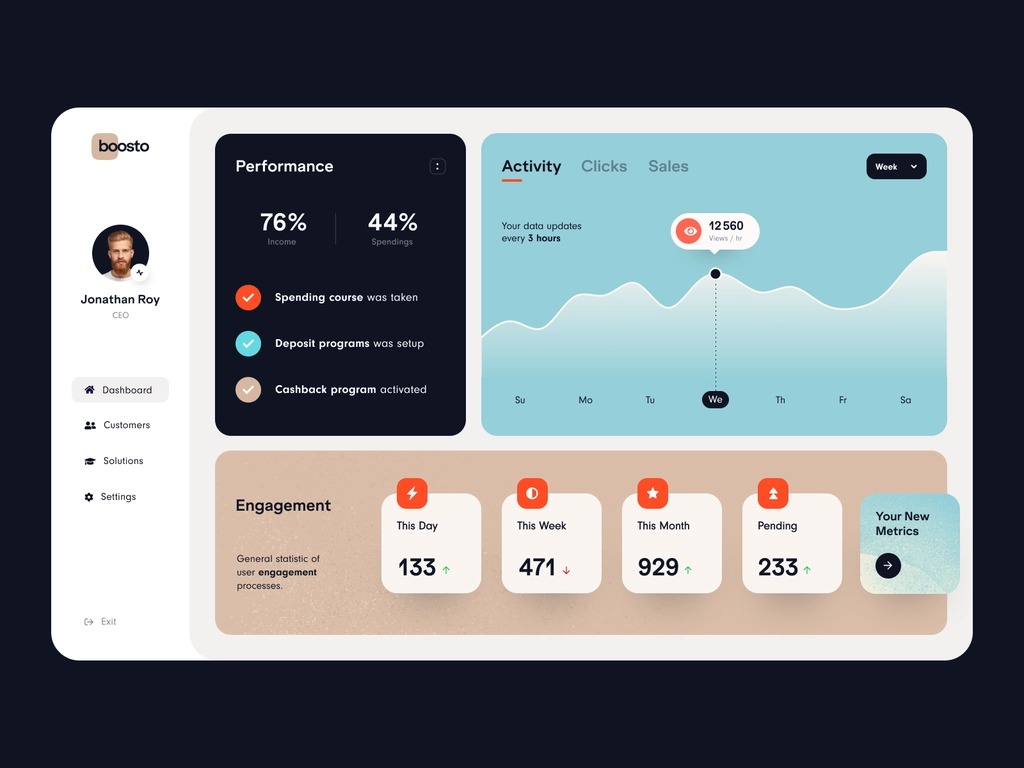 boosto
Jonathan Roy
CEO
Dashboard
Customers
Solutions
Settings
Exit
Performance
76%
Income
44%
Spendings
Spending course was taken
Deposit programs was setup
Cashback program activated
Activity
Clicks
Sales
Week
Your data updates
every 3 hours
12 560
Views / hr
Su
Mo
Tu
We
Th
Fr
Sa
Engagement
General statistic of
user engagement
processes.
This Day
133
This Week
471
This Month
929
Pending
233
Your New
Metrics